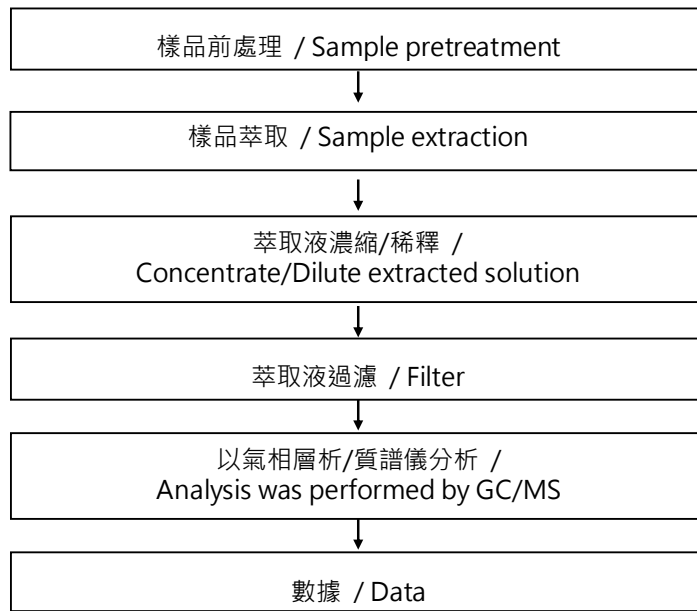 樣品前處理 / Sample pretreatment
樣品萃取 / Sample extraction
萃取液濃縮/稀釋 /
Concentrate/Dilute extracted solution
萃取液過濾 / Filter
以氣相層析/質譜儀分析 /
Analysis was performed by GC/MS
數據 / Data